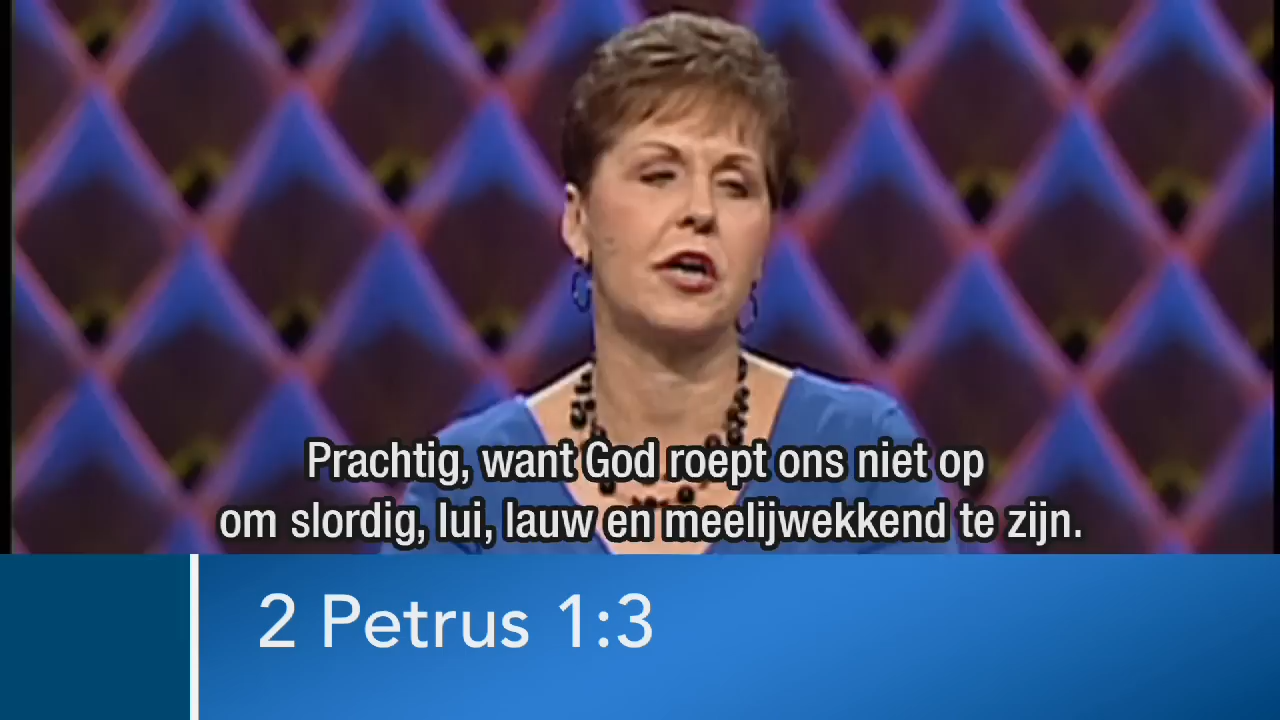 Prachtig, want God roept ons niet op
om slordig, lui, lauw en meelijwekkend te zijn.
2 Petrus 1:3